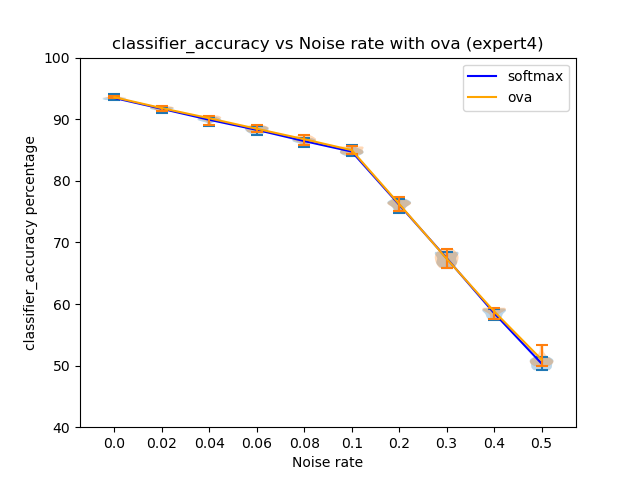 classifier_accuracy vs Noise rate with ova (expert4)
softmax
ova
classifier_accuracy percentage
100
90
80
70
60
50
40
0.0 0.02 0.04 0.06 0.08 0.1 0.2 0.3 0.4 0.5
Noise rate